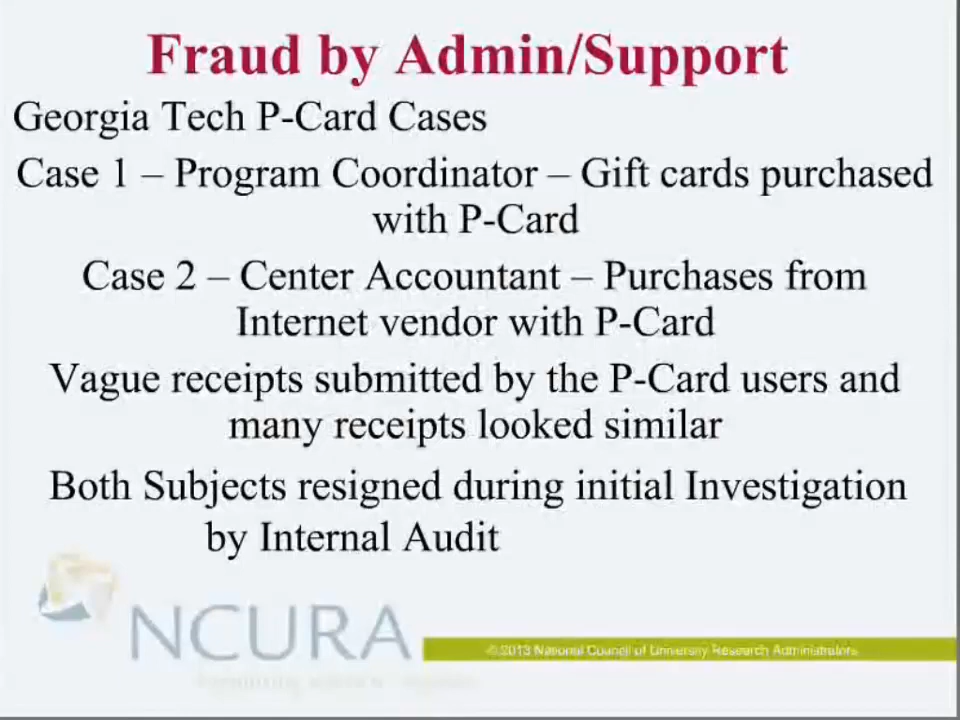 Fraud by Admin/Support
Georgia Tech P-Card Cases
Case 1 – Program Coordinator – Gift cards purchased
with P-Card
Case 2 – Center Accountant – Purchases from
Internet vendor with P-Card
Vague receipts submitted by the P-Card users and
many receipts looked similar
Both Subjects resigned during initial Investigation
by Internal Audit
NCURA
© 2013 National Council of University Research Administrators